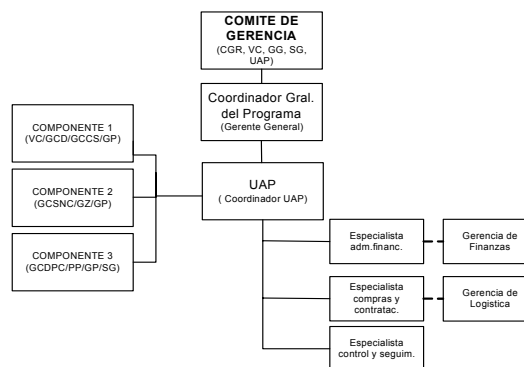 COMITE DE
GERENCIA
(CGR, VC, GG, SG,
UAP)
Coordinador Gral.
del Programa
(Gerente General)
COMPONENTE 1
(VC/GCD/GCCS/GP)
UAP
( Coordinador UAP)
COMPONENTE 2
(GCSNC/GZ/GP)
COMPONENTE 3
(GCDPC/PP/GP/SG)
Especialista
adm.financ.
Gerencia de
Finanzas
Especialista
compras y
contratac.
Gerencia de
Logistica
Especialista
control y seguim.